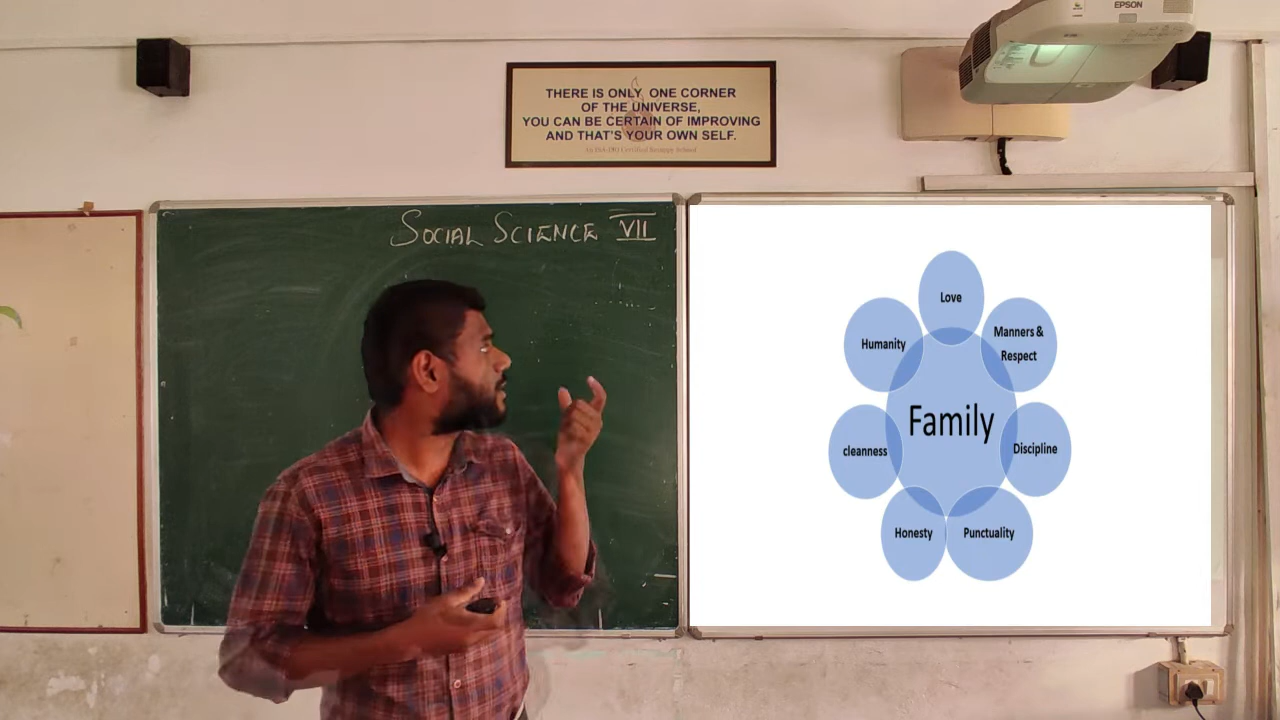 EPSON
THERE IS ONLY ONE CORNER
OF THE UNIVERSE,
YOU CAN BE CERTAIN OF IMPROVING
AND THAT'S YOUR OWN SELF.
SOCIAL SCIENCE VII
Love
Manners &
Respect
Humanity
Family
cleanness
Discipline
Honesty
Punctuality